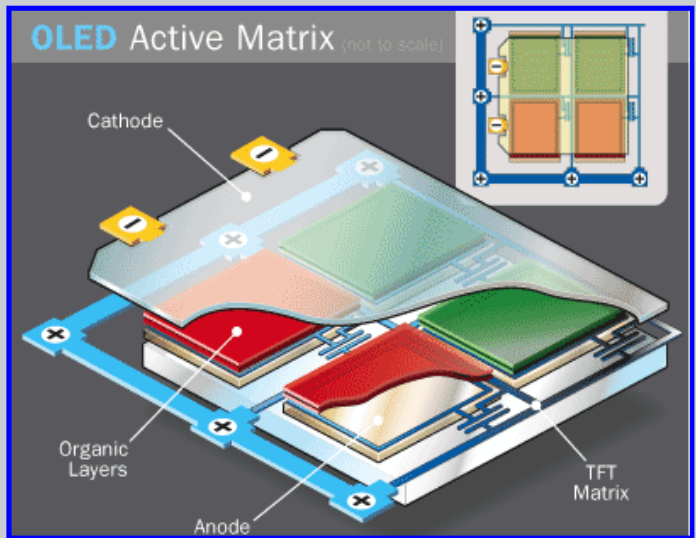 OLED Active Matrix (not to scale)
Cathode
Organic
Layers
Anode
TFT
Matrix